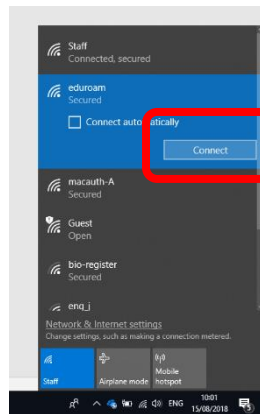 Staff
Connected, secured
eduroam
Secured
Connect automatically
Connect
macauth-A
Secured
Guest
Open
bio-register
Secured
eng_j
Network & Internet settings
Change settings, such as making a connection metered.
Staff
Airplane mode
Mobile
hotspot
ENG
10:01
15/08/2018